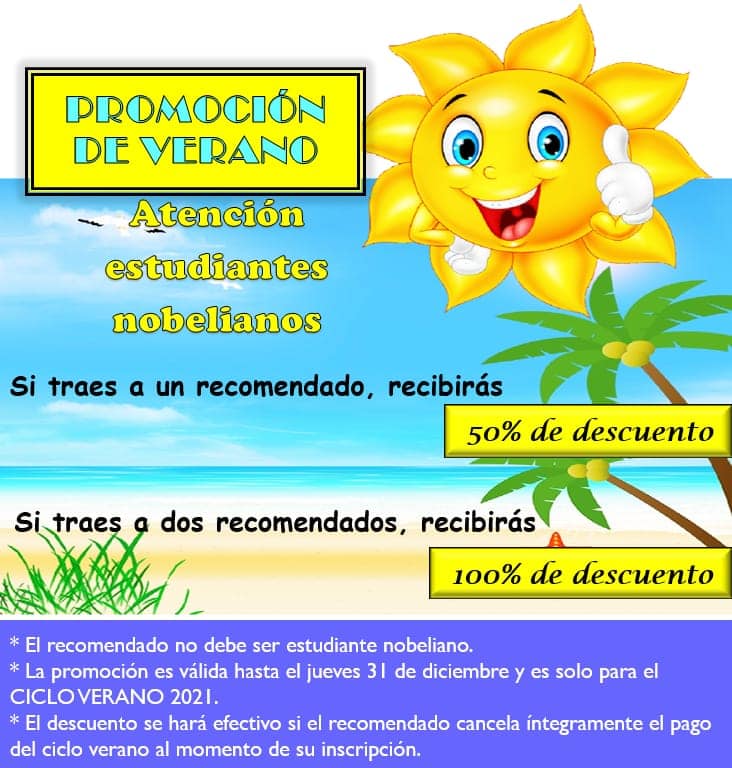 PROMOCIÓN
DE VERANO
Atención
estudiantes
nobelianos
Si traes a un recomendado, recibirás
50% de descuento
Si traes a dos recomendados, recibirás
100% de descuento
* El recomendado no debe ser estudiante nobeliano.
* La promoción es válida hasta el jueves 31 de diciembre y es solo para el
CICLO VERANO 2021.
* El descuento se hará efectivo si el recomendado cancela íntegramente el pago
del ciclo verano al momento de su inscripción.